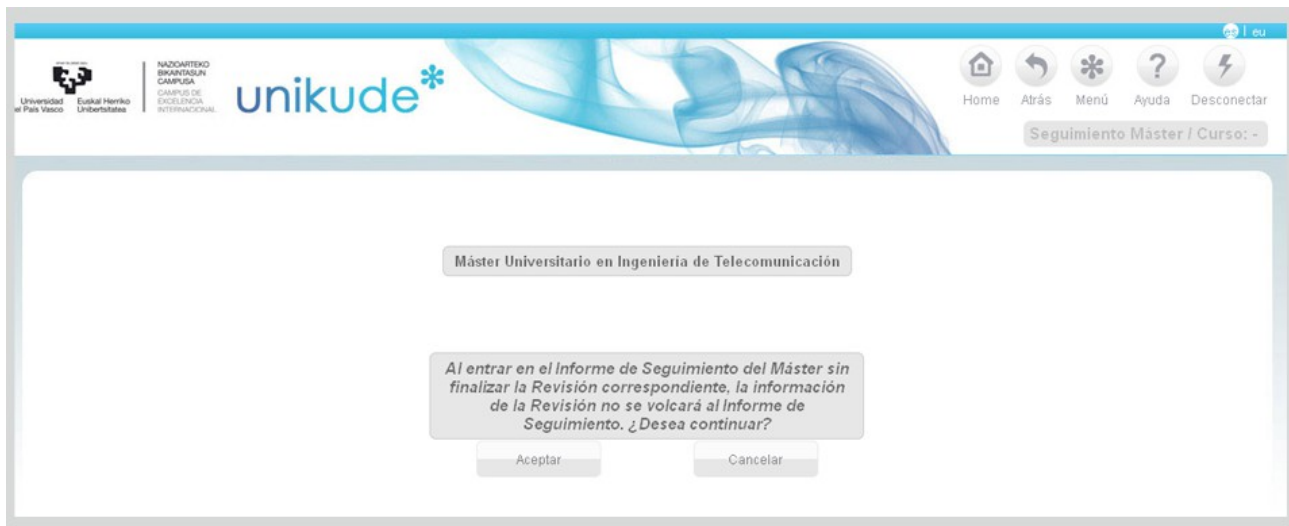 es | eu
Universidad
el País Vasco
Euskal Herriko
Unibertsitatea
NAZIOARTEKO
BIKAINTASUN
CAMPUSA
CAMPUS DE
EXCELENCIA
INTERNACIONAL
unikude*
Home
Atrás
Menú
Ayuda
Desconectar
Seguimiento Máster / Curso: -
Máster Universitario en Ingeniería de Telecomunicación
Al entrar en el Informe de Seguimiento del Máster sin
finalizar la Revisión correspondiente, la información
de la Revisión no se volcará al Informe de
Seguimiento. ¿Desea continuar?
Aceptar
Cancelar